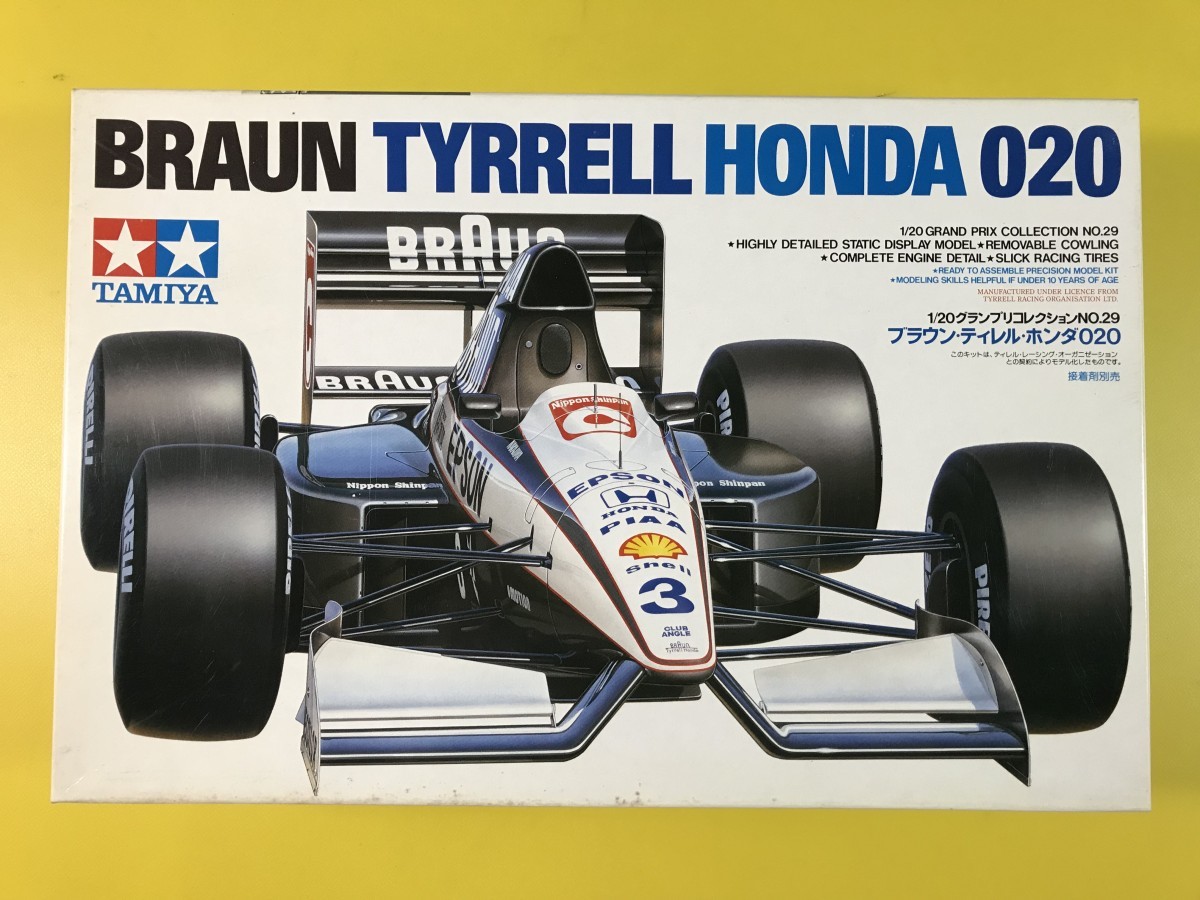 BRAUN TYRRELL HONDA 020
TAMIYA
1/20 GRAND PRIX COLLECTION NO.29
★HIGHLY DETAILED STATIC DISPLAY MODEL★REMOVABLE COWLING
★COMPLETE ENGINE DETAIL★SLICK RACING TIRES
★READY TO ASSEMBLE PRECISION MODEL KIT
★MODELING SKILLS HELPFUL IF UNDER 10 YEARS OF AGE
MANUFACTURED UNDER LICENCE FROM
TYRRELL RACING ORGANISATION LTD.
1/20グランプリコレクションNO.29
ブラウン・ティレル・ホンダ020
このキットは、ティレル・レーシング・オーガニゼーション
との契約によりモデル化したものです。
接着剤別売
BRAUN
BRAUN
Nippon Shinpan
EPSON
Nippon Shinpan
Nippon Shinpan
EPSON
HONDA
PIAA
Shell
3
CLUB
ANGLE
BRAUN
PIRELLI
PIRELLI
PIRE
PIRE